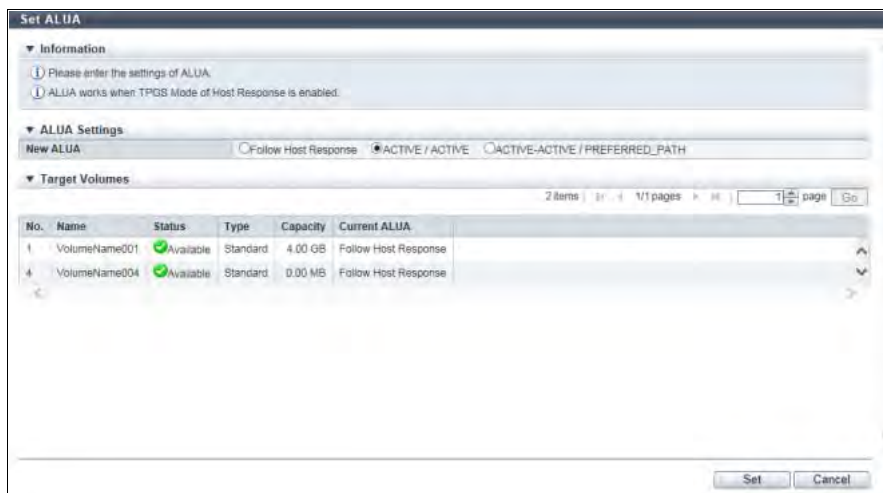 Set ALUA
Information
Please enter the settings of ALUA.
ALUA works when TPGS Mode of Host Response is enabled.
ALUA Settings
New ALUA Follow Host Response ACTIVE / ACTIVE ACTIVE-ACTIVE / PREFERRED_PATH
Target Volumes
2 items 1/1 pages 1 page Go
No. Name Status Type Capacity Current ALUA
1 VolumeName001 Available Standard 4.00 GB Follow Host Response
4 VolumeName004 Available Standard 0.00 MB Follow Host Response
Set Cancel